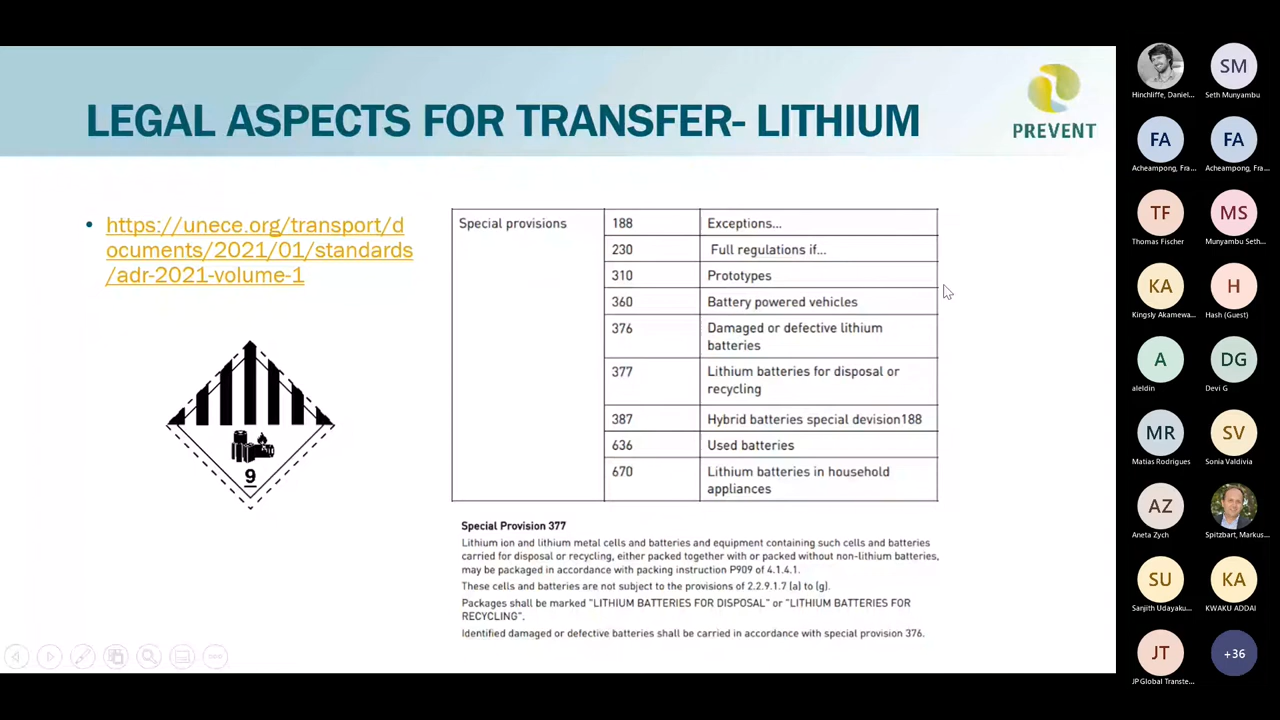 LEGAL ASPECTS FOR TRANSFER- LITHIUM
PREVENT
• https://unece.org/transport/d
ocuments/2021/01/standards
/adr-2021-volume-1
9
Special provisions
188 Exceptions...
230 Full regulations if...
310 Prototypes
360 Battery powered vehicles
376 Damaged or defective lithium
batteries
377 Lithium batteries for disposal or
recycling
387 Hybrid batteries special devision188
636 Used batteries
670 Lithium batteries in household
appliances
Special Provision 377
Lithium ion and lithium metal cells and batteries and equipment containing such cells and batteries
carried for disposal or recycling, either packed together with or packed without non-lithium batteries,
may be packaged in accordance with packing instruction P909 of 4.1.4.1.
These cells and batteries are not subject to the provisions of 2.2.9.1.7 (a) to (g).
Packages shall be marked "LITHIUM BATTERIES FOR DISPOSAL" or "LITHIUM BATTERIES FOR
RECYCLING".
Identified damaged or defective batteries shall be carried in accordance with special provision 376.
Hinchliffe, Daniel...
SM
Seth Munyambu
FA
Acheampong, Fra...
FA
Acheampong, Fra...
TF
Thomas Fischer
MS
Munyambu Seth...
KA
Kingsly Akamewa...
H
Hash (Guest)
A
aleldin
DG
Devi G
MR
Matias Rodrigues
SV
Sonia Valdivia
AZ
Aneta Zych
Spitzbart, Markus...
SU
Sanjith Udayaku...
KA
KWAKU ADDAI
JT
JP Global Transte...
+36